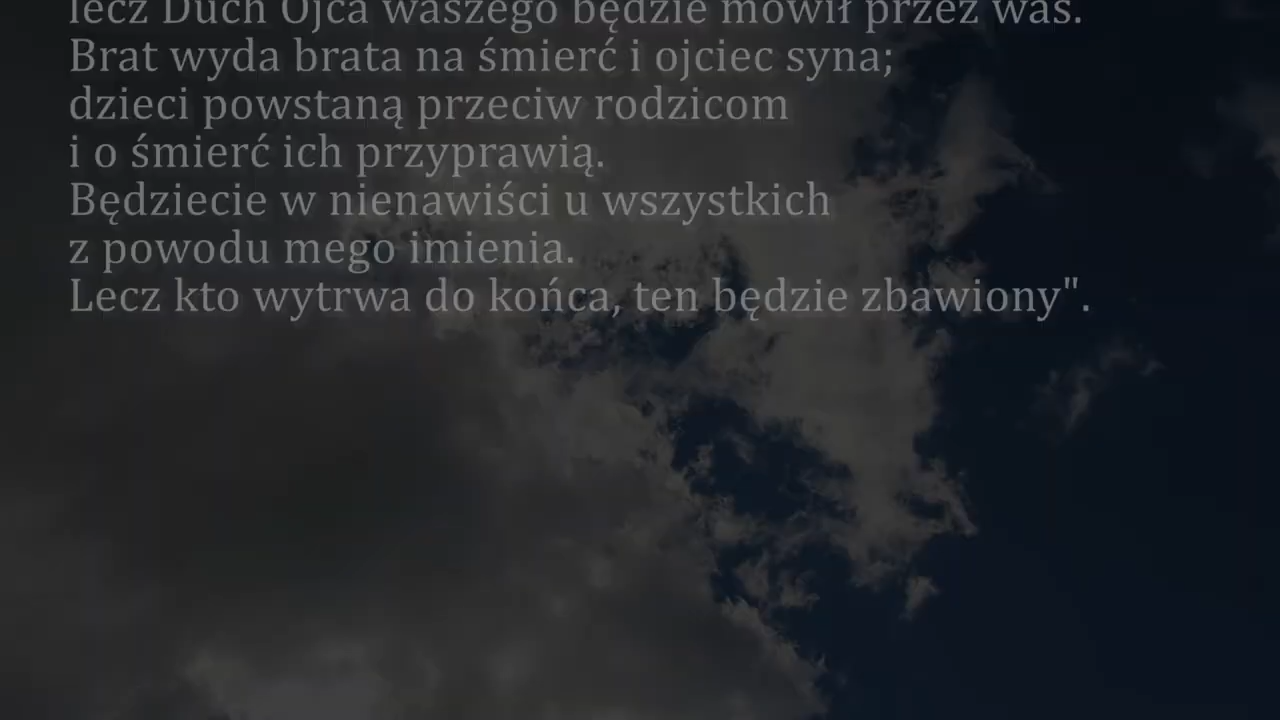 lecz Duch Ojca waszego będzie mówił przez was.
Brat wyda brata na śmierć i ojciec syna;
dzieci powstaną przeciw rodzicom
i o śmierć ich przyprawią.
Będziecie w nienawiści u wszystkich
z powodu mego imienia.
Lecz kto wytrwa do końca, ten będzie zbawiony".